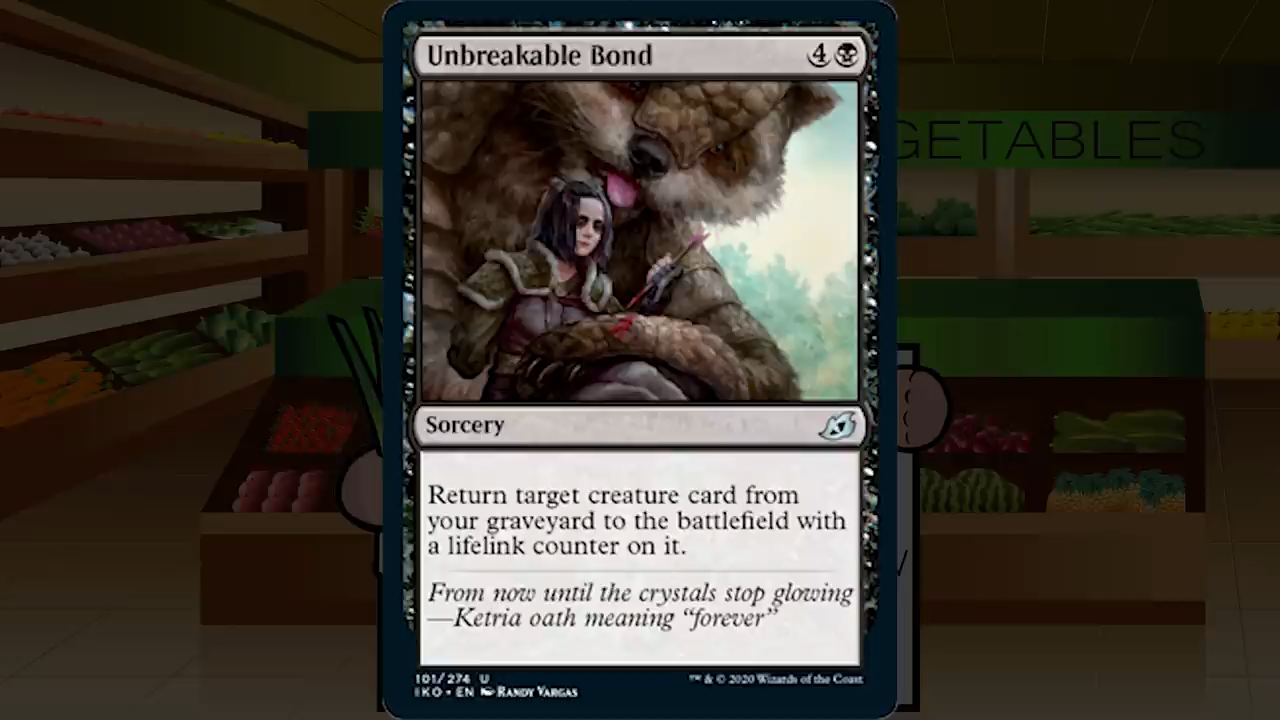 Unbreakable Bond 4
GETABLES
Sorcery
Return target creature card from
your graveyard to the battlefield with
a lifelink counter on it.
From now until the crystals stop glowing
—Ketria oath meaning “forever”
101/274 U
IKO • EN RANDY VARGAS
™ & © 2020 Wizards of the Coast